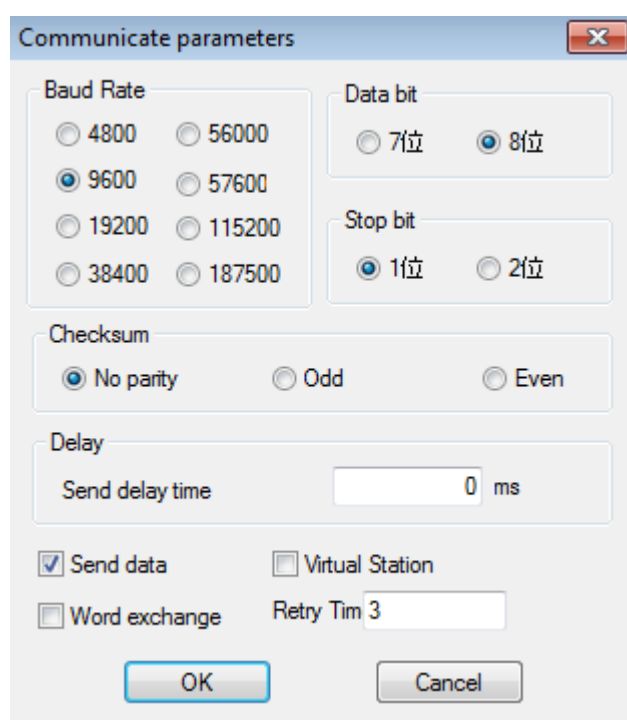 Communicate parameters
Baud Rate
4800 56000
9600 57600
19200 115200
38400 187500
Data bit
7位 8位
Stop bit
1位 2位
Checksum
No parity Odd Even
Delay
Send delay time 0 ms
Send data Virtual Station
Word exchange Retry Tim 3
OK Cancel